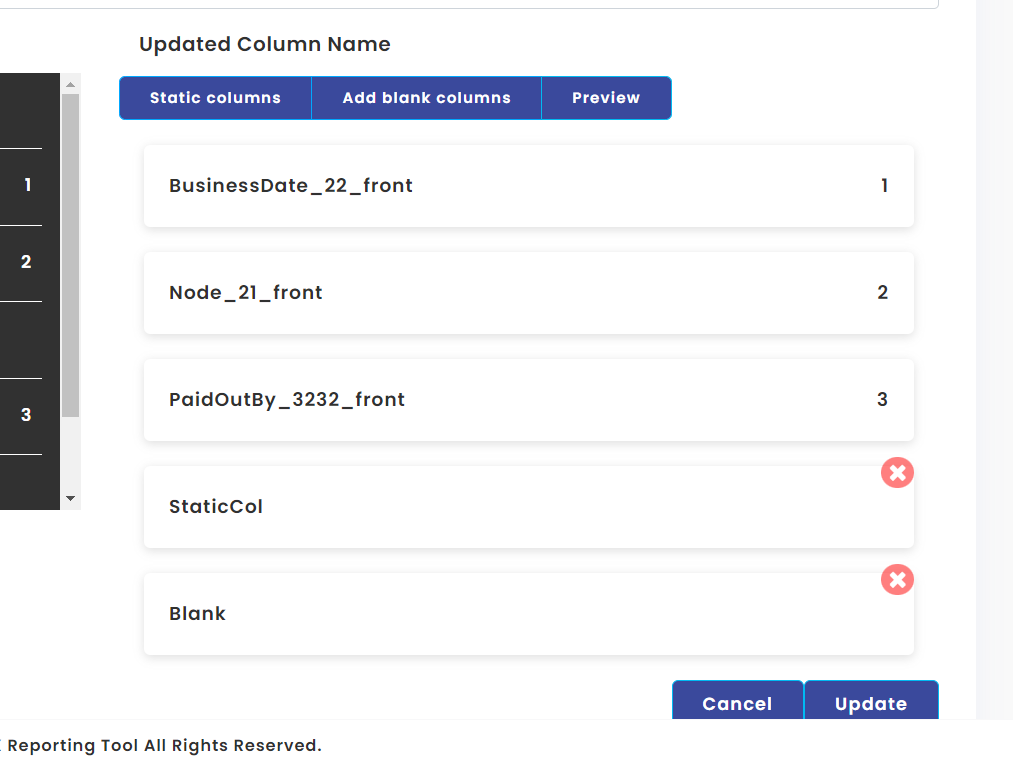 Updated Column Name
Static columns Add blank columns Preview
1
BusinessDate_22_front 1
2
Node_21_front 2
PaidOutBy_3232_front 3
3
StaticCol
Blank
Cancel Update
Reporting Tool All Rights Reserved.